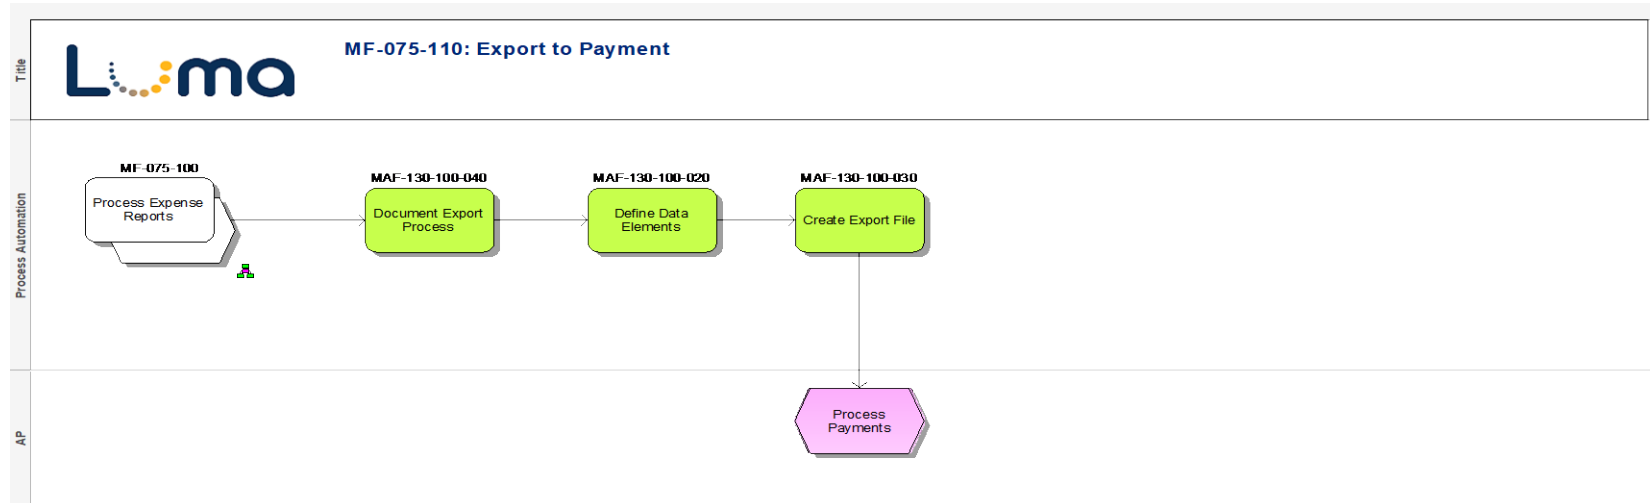 Title
Luma
MF-075-110: Export to Payment
Process Automation
MF-075-100
Process Expense
Reports
MAF-130-100-040
Document Export
Process
MAF-130-100-020
Define Data
Elements
MAF-130-100-030
Create Export File
AP
Process
Payments